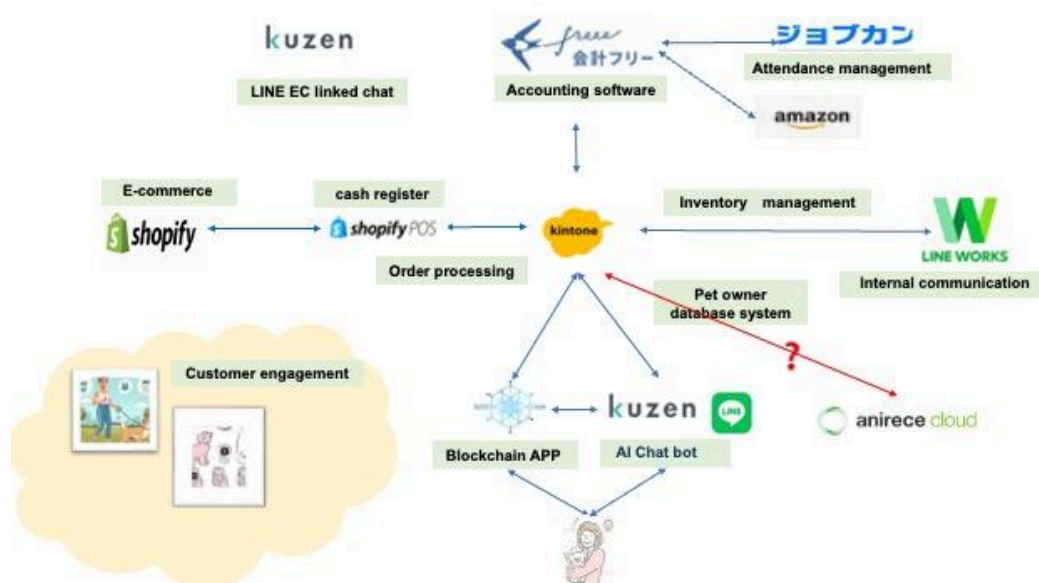 kuzen
LINE EC linked chat
freee
会計フリー
Accounting software
ジョブカン
Attendance management
amazon
E-commerce
shopify
cash register
shopify POS
Order processing
kintone
Inventory management
LINE WORKS
Internal communication
Pet owner
database system
?
anirece cloud
Customer engagement
Blockchain APP
kuzen
LINE
AI Chat bot